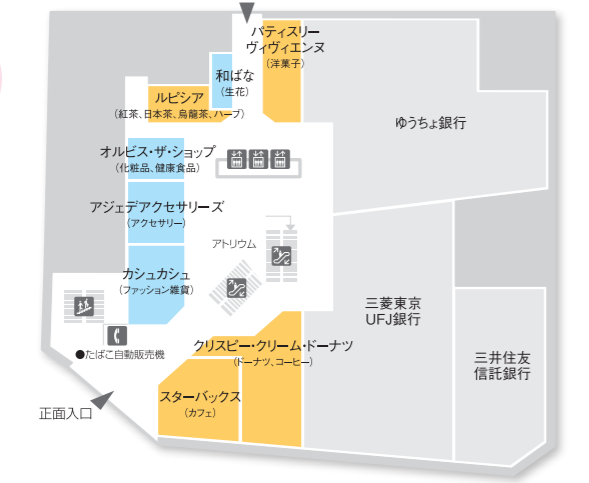 パティスリー
ヴィヴィエンヌ
(洋菓子)
和ばな
(生花)
ルピシア
(紅茶、日本茶、烏龍茶、ハーブ)
ゆうちょ銀行
オルビス・ザ・ショップ
(化粧品、健康食品)
アジェデアクセサリーズ
(アクセサリー)
アトリウム
カシュカシュ
(ファッション雑貨)
三菱東京
UFJ銀行
●たばこ自動販売機
クリスピー・クリーム・ドーナツ
(ドーナツ、コーヒー)
三井住友
信託銀行
スターバックス
(カフェ)
正面入口